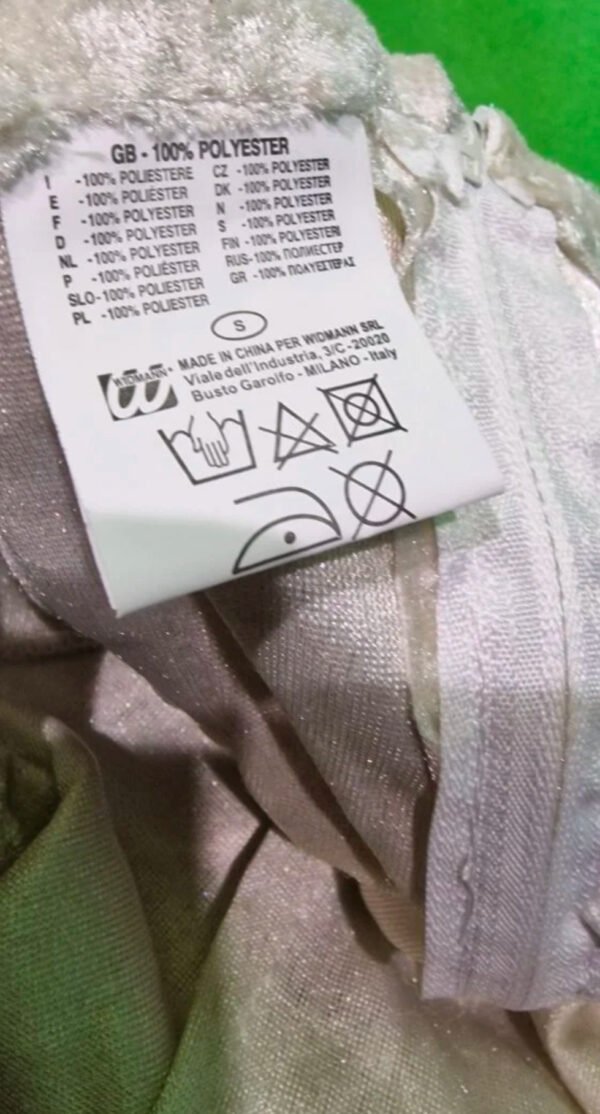 GB - 100% POLYESTER
I -100% POLIESTERE
E -100% POLIÉSTER
F -100% POLYESTER
D -100% POLYESTER
NL -100% POLYESTER
P -100% POLIÉSTER
SLO-100% POLIESTER
PL -100% POLIESTER
CZ -100% POLYESTER
DK -100% POLYESTER
N -100% POLYESTER
S -100% POLYESTER
FIN -100% POLYESTERI
RUS-100% ПОЛИЕСТЕР
GR -100% ΠΟΛΥΕΣΤΕΡΑΣ
S
WIDMANN®
MADE IN CHINA PER WIDMANN SRL
Viale dell'Industria, 3/C -20020
Busto Garolfo - MILANO - Italy